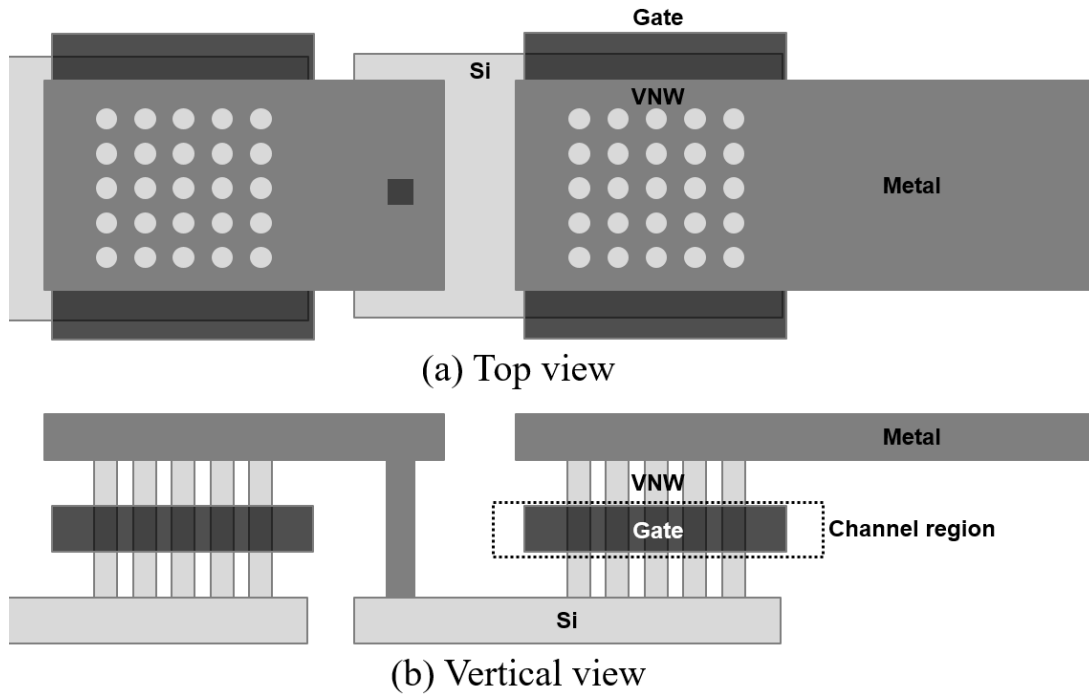 Gate
Si
VNW
Metal
(a) Top view
Metal
VNW
Gate
Channel region
Si
(b) Vertical view